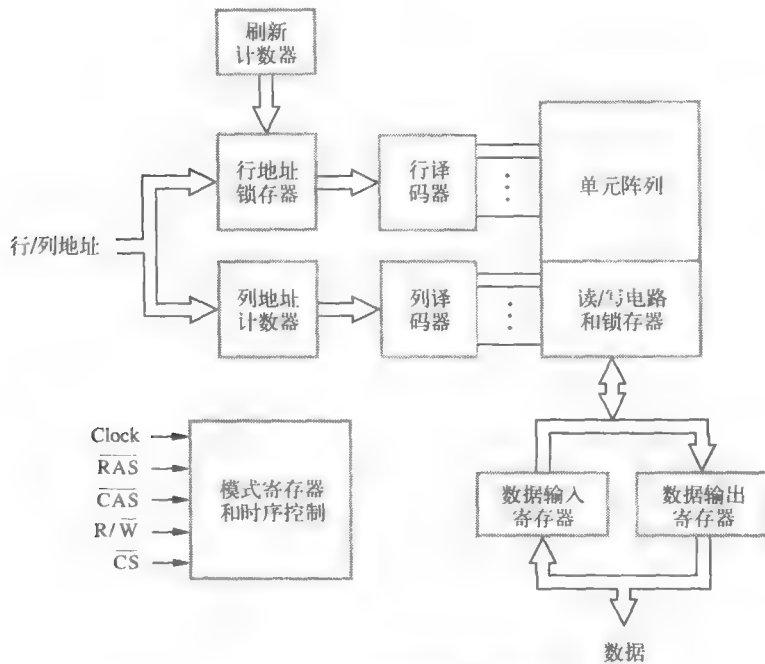 刷新
计数器
行地址
锁存器
行译
码器
单元阵列
行/列地址
列地址
计数器
列译
码器
读/写电路
和锁存器
Clock
R̅A̅S̅
C̅A̅S̅
R/W̅
C̅S̅
模式寄存器
和时序控制
数据输入
寄存器
数据输出
寄存器
数据